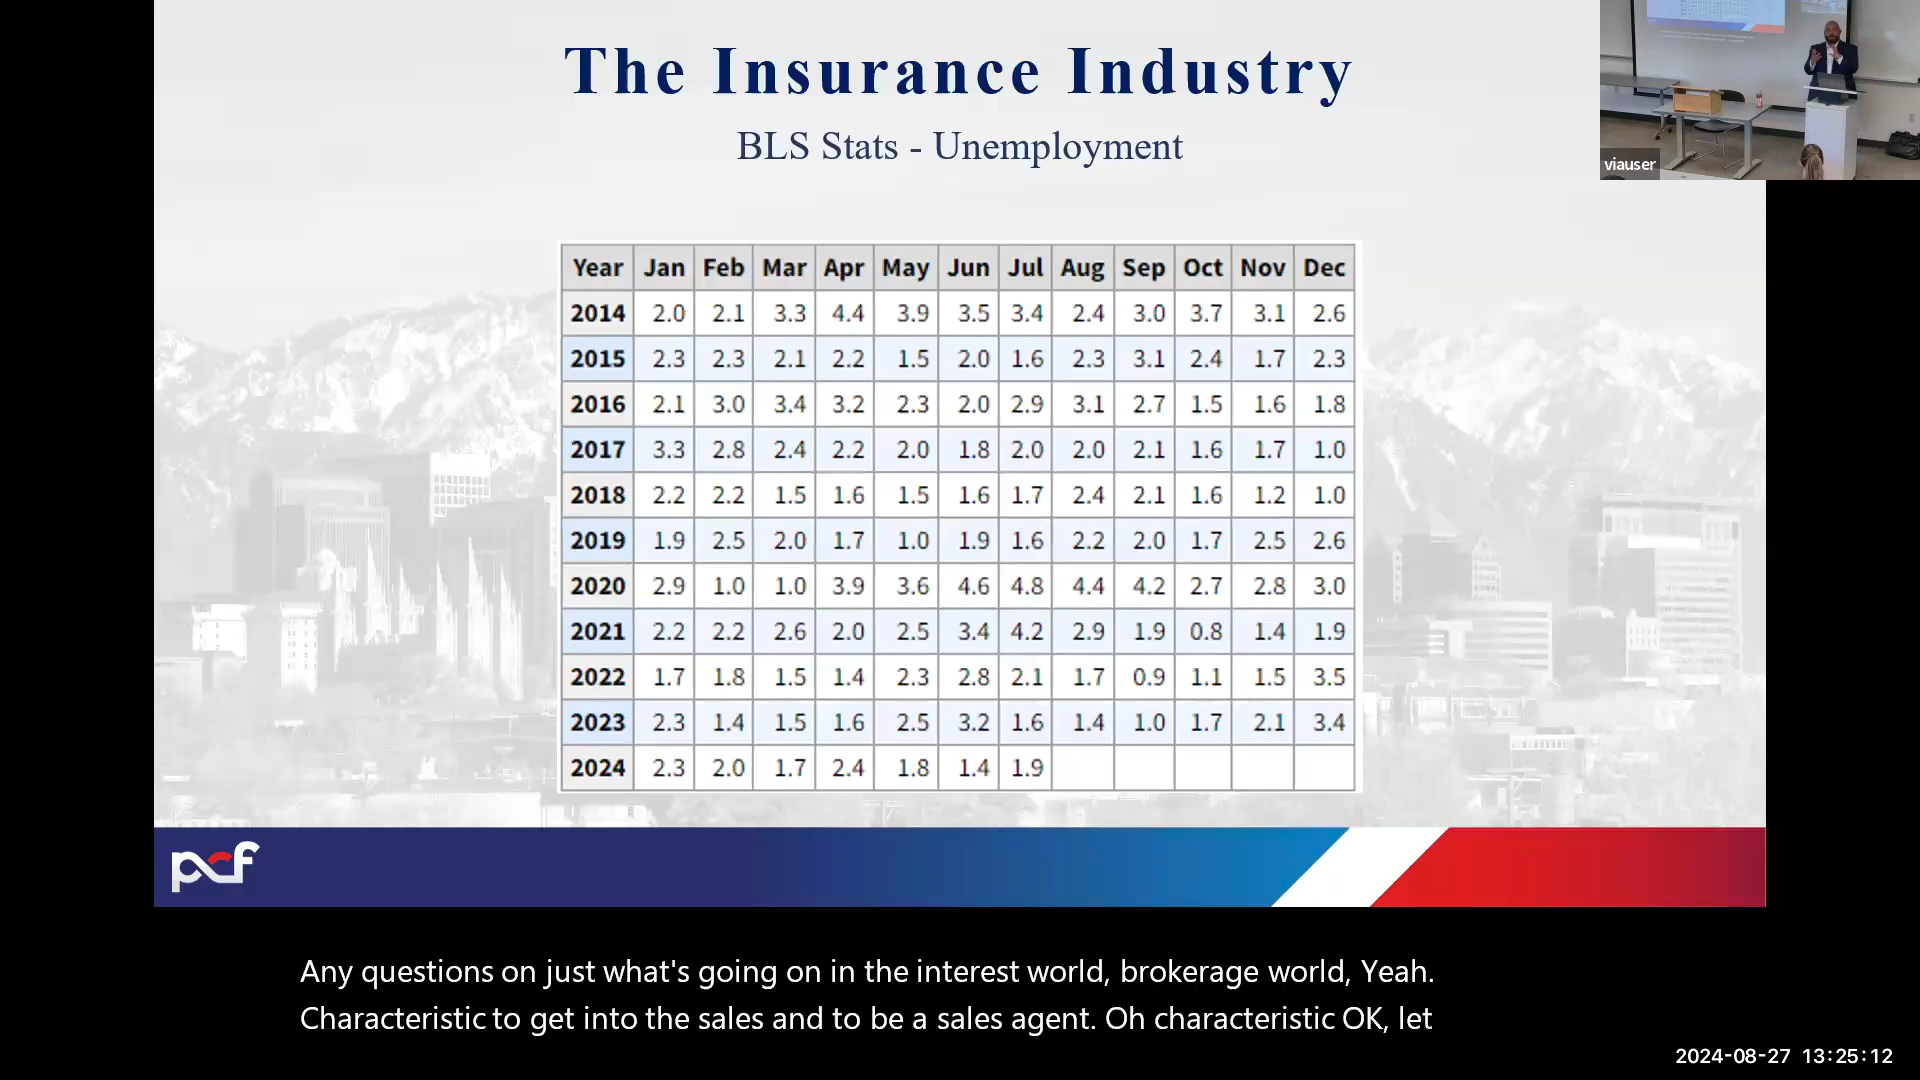 The Insurance Industry
BLS Stats - Unemployment
viauser
Year Jan Feb Mar Apr May Jun Jul Aug Sep Oct Nov Dec
2014 2.0 2.1 3.3 4.4 3.9 3.5 3.4 2.4 3.0 3.7 3.1 2.6
2015 2.3 2.3 2.1 2.2 1.5 2.0 1.6 2.3 3.1 2.4 1.7 2.3
2016 2.1 3.0 3.4 3.2 2.3 2.0 2.9 3.1 2.7 1.5 1.6 1.8
2017 3.3 2.8 2.4 2.2 2.0 1.8 2.0 2.0 2.1 1.6 1.7 1.0
2018 2.2 2.2 1.5 1.6 1.5 1.6 1.7 2.4 2.1 1.6 1.2 1.0
2019 1.9 2.5 2.0 1.7 1.0 1.9 1.6 2.2 2.0 1.7 2.5 2.6
2020 2.9 1.0 1.0 3.9 3.6 4.6 4.8 4.4 4.2 2.7 2.8 3.0
2021 2.2 2.2 2.6 2.0 2.5 3.4 4.2 2.9 1.9 0.8 1.4 1.9
2022 1.7 1.8 1.5 1.4 2.3 2.8 2.1 1.7 0.9 1.1 1.5 3.5
2023 2.3 1.4 1.5 1.6 2.5 3.2 1.6 1.4 1.0 1.7 2.1 3.4
2024 2.3 2.0 1.7 2.4 1.8 1.4 1.9
pcf
Any questions on just what's going on in the interest world, brokerage world, Yeah.
Characteristic to get into the sales and to be a sales agent. Oh characteristic OK, let
2024-08-27 13:25:12